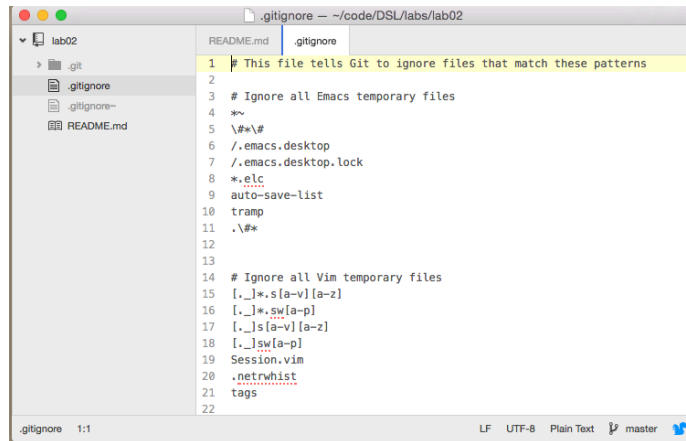 .gitignore — ~/code/DSL/labs/lab02
lab02
.git
.gitignore
.gitignore~
README.md
README.md
.gitignore
1 # This file tells Git to ignore files that match these patterns
2
3 # Ignore all Emacs temporary files
4 *~
5 \#*\#
6 /.emacs.desktop
7 /.emacs.desktop.lock
8 *.elc
9 auto-save-list
10 tramp
11 .\#*
12
13
14 # Ignore all Vim temporary files
15 [._]*.s[a-v][a-z]
16 [._]*.sw[a-p]
17 [._]s[a-v][a-z]
18 [._]sw[a-p]
19 Session.vim
20 .netrwhist
21 tags
22
.gitignore 1:1 LF UTF-8 Plain Text master